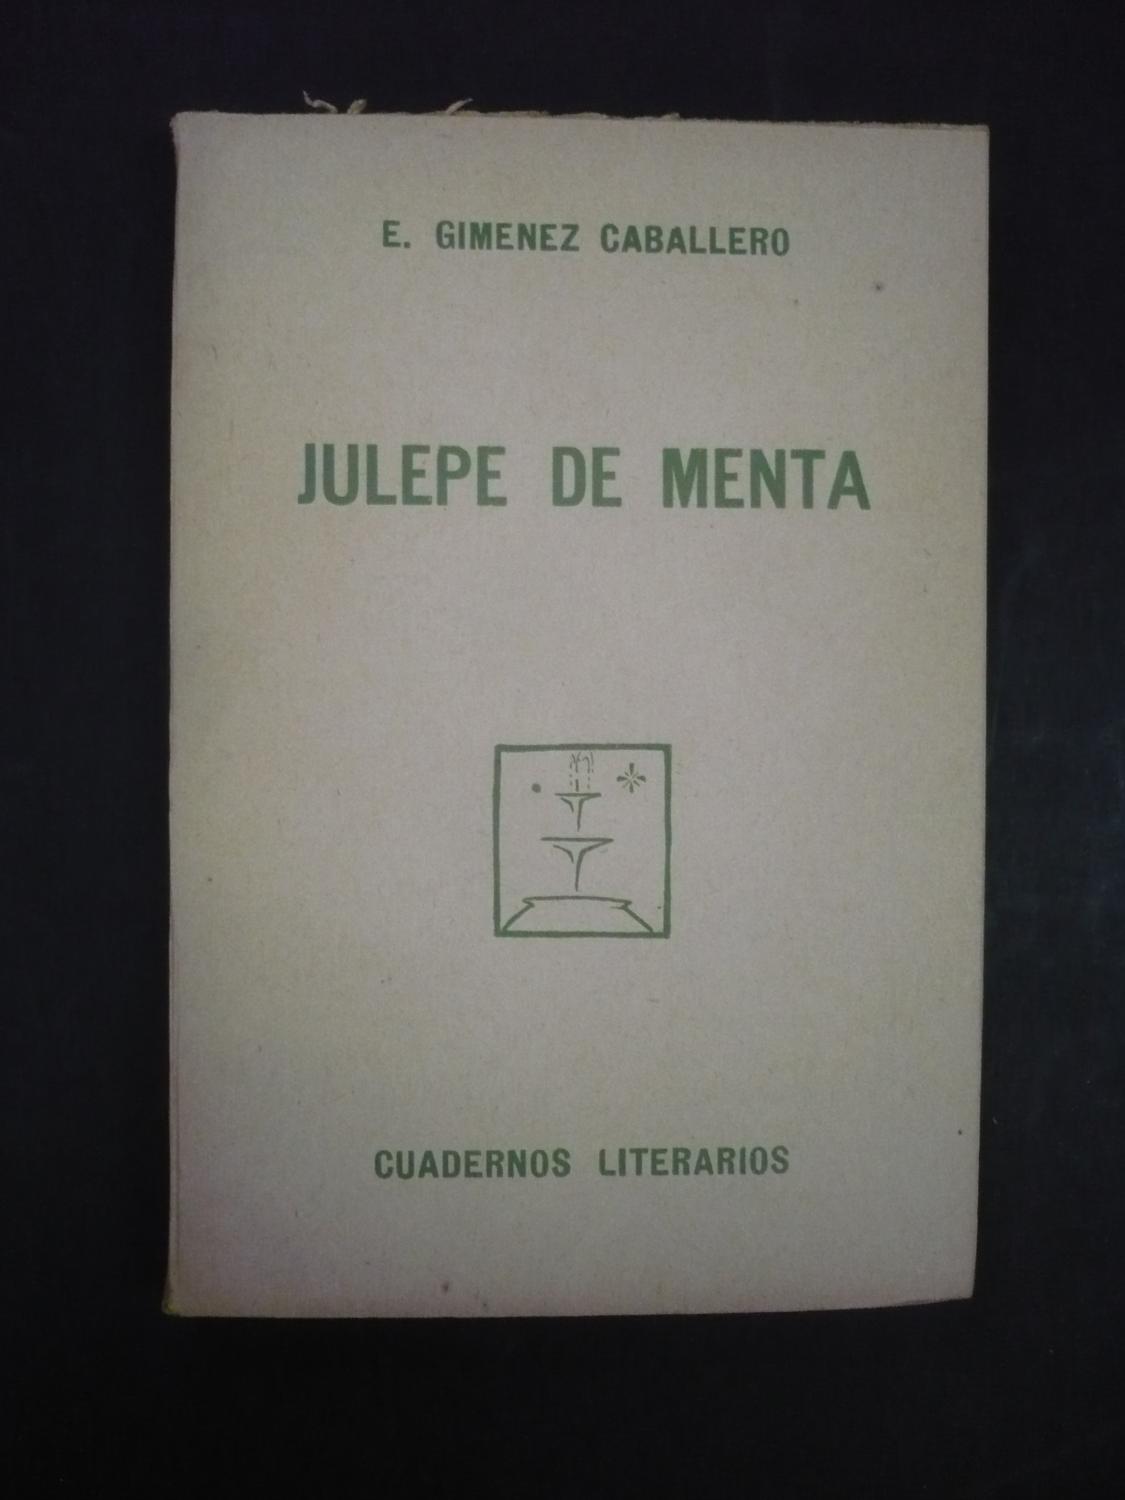 E. GIMENEZ CABALLERO
JULEPE DE MENTA
CUADERNOS LITERARIOS